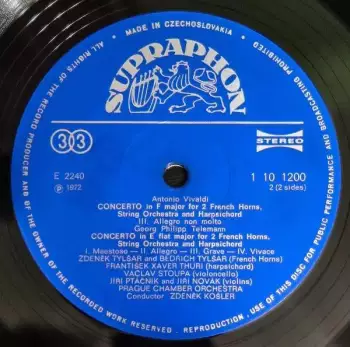 MADE IN CZECHOSLOVAKIA
ALL RIGHTS OF THE RECORD PRODUCER AND OF THE OWNER OF THE RECORDED WORK RESERVED . REPRODUCTION . USE OF THIS DISC FOR PUBLIC PERFORMANCE AND BROADCASTING PROHIBITED
SUPRAPHON
33
STEREO
E 2240
1 10 1200
Ⓟ 1972
2 (2 sides)
Antonio Vivaldi
CONCERTO in F major for 2 French Horns,
String Orchestra and Harpsichord
III. Allegro non molto
Georg Philipp Telemann
CONCERTO in E flat major for 2 French Horns,
String Orchestra and Harpsichord
I. Maestoso — II. Allegro — III. Grave — IV. Vivace
ZDENĚK TYLŠAR and BEDŘICH TYLŠAR (French Horns)
FRANTIŠEK XAVER THURI (harpsichord)
VÁCLAV STOUPA (violoncello)
JIŘÍ PTÁČNÍK and JIŘÍ NOVÁK (violins)
PRAGUE CHAMBER ORCHESTRA
Conductor ZDENĚK KOŠLER